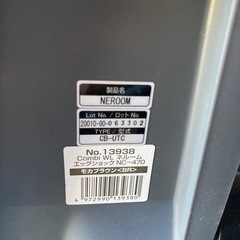 製品名
NEROOM
Lot No./ロットNo
20010-00-063302
TYPE/型式
CB-UTC
No.13938
Combi WL ネルーム
エッグショック NC-470
モカブラウン<BR>
4 972990 139380